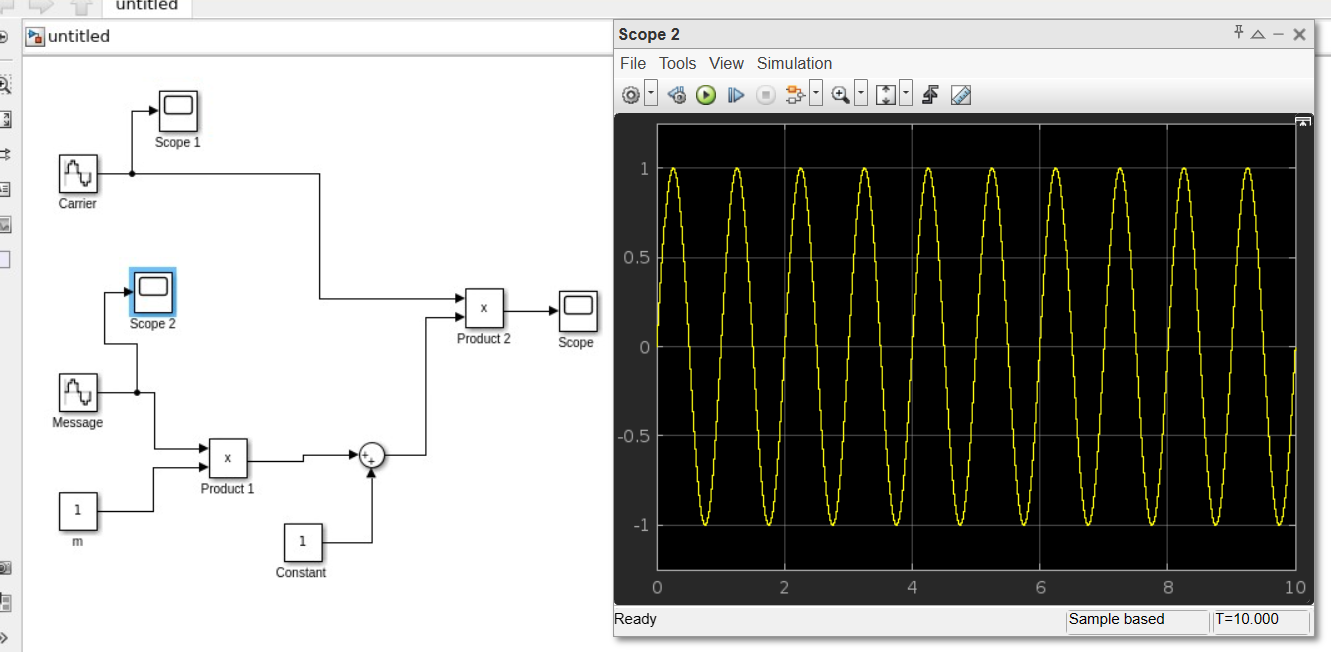 untitled
untitled
Scope 1
Carrier
Scope 2
Message
x
Product 1
1
m
+
+
1
Constant
x
Product 2
Scope
Scope 2
File Tools View Simulation
1
0.5
0
-0.5
-1
0 2 4 6 8 10
Ready Sample based T=10.000